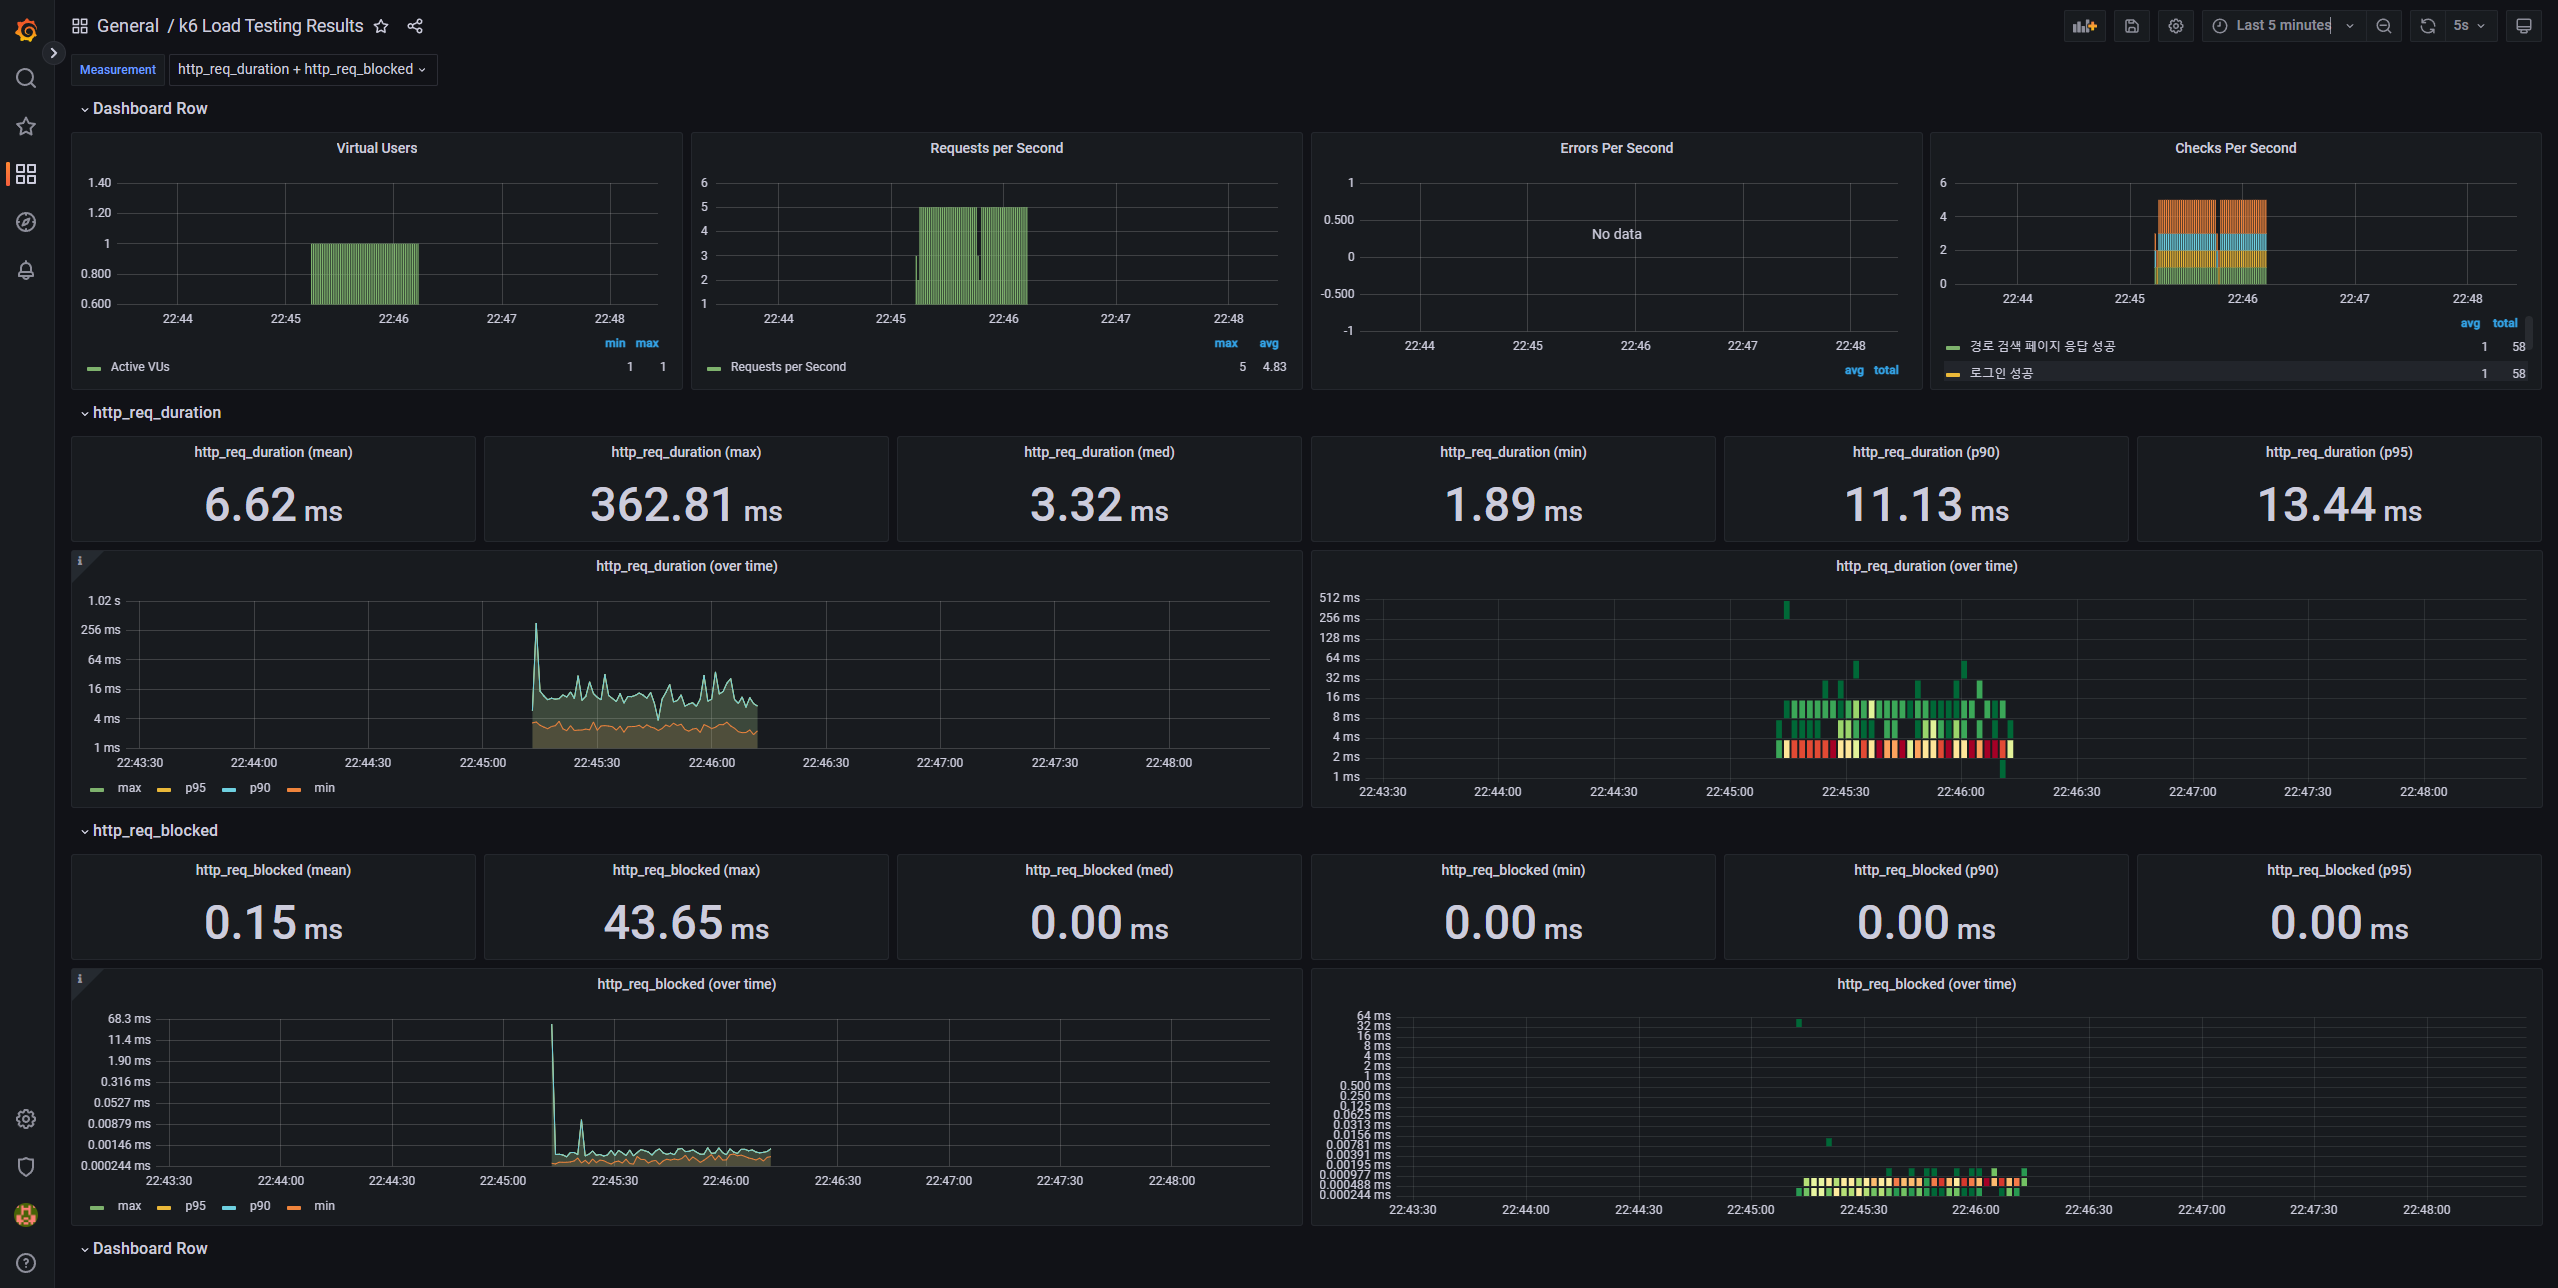 General / k6 Load Testing Results
Last 5 minutes
5s
Measurement
http_req_duration + http_req_blocked
Dashboard Row
Virtual Users
1.40
1.20
1
0.800
0.600
22:44 22:45 22:46 22:47 22:48
min max
Active VUs 1 1
Requests per Second
6
5
4
3
2
1
22:44 22:45 22:46 22:47 22:48
max avg
Requests per Second 5 4.83
Errors Per Second
1
0.500
0
-0.500
-1
No data
22:44 22:45 22:46 22:47 22:48
avg total
Checks Per Second
6
4
2
0
22:44 22:45 22:46 22:47 22:48
avg total
경로 검색 페이지 응답 성공 1 58
로그인 성공 1 58
http_req_duration
http_req_duration (mean)
6.62 ms
http_req_duration (max)
362.81 ms
http_req_duration (med)
3.32 ms
http_req_duration (min)
1.89 ms
http_req_duration (p90)
11.13 ms
http_req_duration (p95)
13.44 ms
http_req_duration (over time)
1.02 s
256 ms
64 ms
16 ms
4 ms
1 ms
22:43:30 22:44:00 22:44:30 22:45:00 22:45:30 22:46:00 22:46:30 22:47:00 22:47:30 22:48:00
max p95 p90 min
http_req_duration (over time)
512 ms
256 ms
128 ms
64 ms
32 ms
16 ms
8 ms
4 ms
2 ms
1 ms
22:43:30 22:44:00 22:44:30 22:45:00 22:45:30 22:46:00 22:46:30 22:47:00 22:47:30 22:48:00
http_req_blocked
http_req_blocked (mean)
0.15 ms
http_req_blocked (max)
43.65 ms
http_req_blocked (med)
0.00 ms
http_req_blocked (min)
0.00 ms
http_req_blocked (p90)
0.00 ms
http_req_blocked (p95)
0.00 ms
http_req_blocked (over time)
68.3 ms
11.4 ms
1.90 ms
0.316 ms
0.0527 ms
0.00879 ms
0.00146 ms
0.000244 ms
22:43:30 22:44:00 22:44:30 22:45:00 22:45:30 22:46:00 22:46:30 22:47:00 22:47:30 22:48:00
max p95 p90 min
http_req_blocked (over time)
64 ms
32 ms
16 ms
8 ms
4 ms
2 ms
1 ms
0.500 ms
0.250 ms
0.125 ms
0.0625 ms
0.0313 ms
0.0156 ms
0.00781 ms
0.00391 ms
0.00195 ms
0.000977 ms
0.000488 ms
0.000244 ms
22:43:30 22:44:00 22:44:30 22:45:00 22:45:30 22:46:00 22:46:30 22:47:00 22:47:30 22:48:00
Dashboard Row